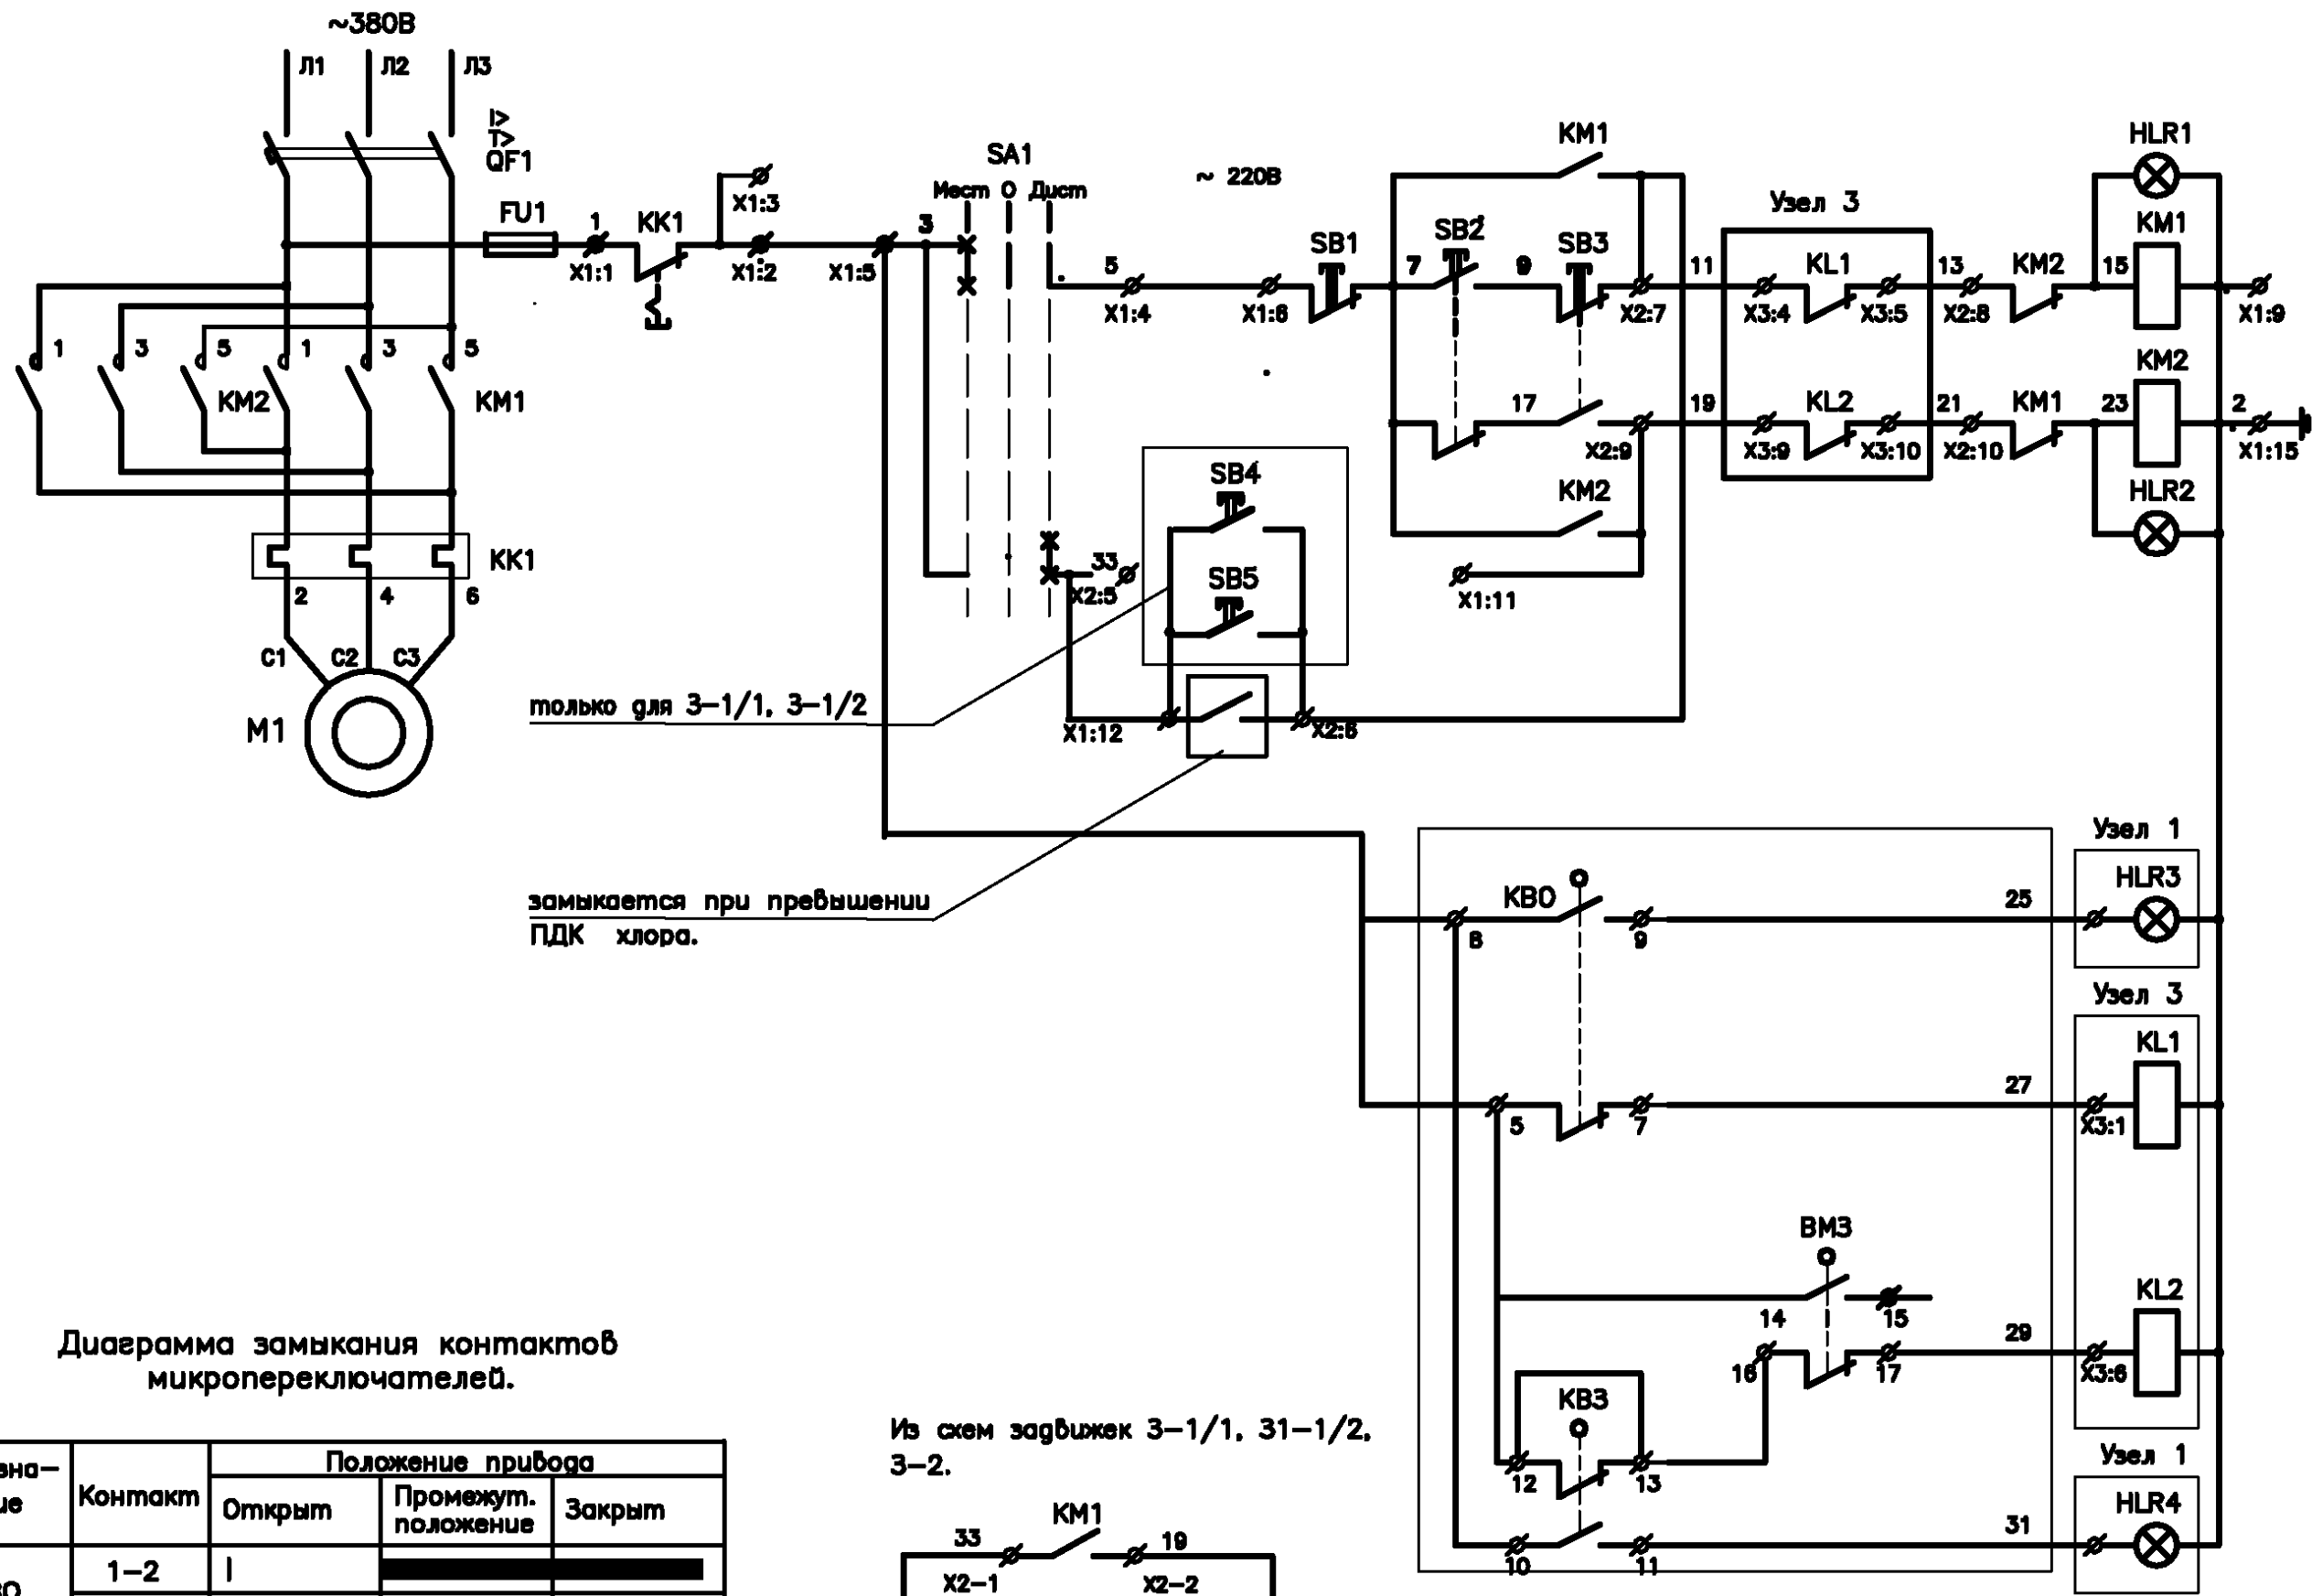 ~380В
Л1 Л2 Л3
I>
T>
QF1
FU1
1
X1:1
KK1
X1:3
X1:2
X1:5
3
SA1
Мест 0 Дист
~ 220В
5
X1:4
X1:6
SB1
7
SB2
9
SB3
KM1
X2:7
11
Узел 3
X3:4
KL1
X3:5
13
X2:8
KM2
15
HLR1
KM1
X1:9
1 3 5 1 3 5
KM2
KM1
17
X2:9
19
X3:9
KL2
X3:10
21
X2:10
KM1
23
KM2
2
X1:15
HLR2
KM2
X1:11
SB4
SB5
33
X2:5
X1:12
X2:6
KK1
2 4 6
C1 C2 C3
M1
только для З-1/1, З-1/2
замыкается при превышении
ПДК хлора.
КВО
8
9
25
Узел 1
HLR3
Узел 3
5
7
27
X3:1
KL1
ВМЗ
14
15
16
17
29
X3:6
KL2
КВЗ
12
13
10
11
31
Узел 1
HLR4
Диаграмма замыкания контактов
микропереключателей.
Контакт
Положение привода
Открыт
Промежут.
положение
Закрыт
1-2
Из схем задвижек З-1/1, З1-1/2,
З-2.
33
KM1
19
X2-1
X2-2